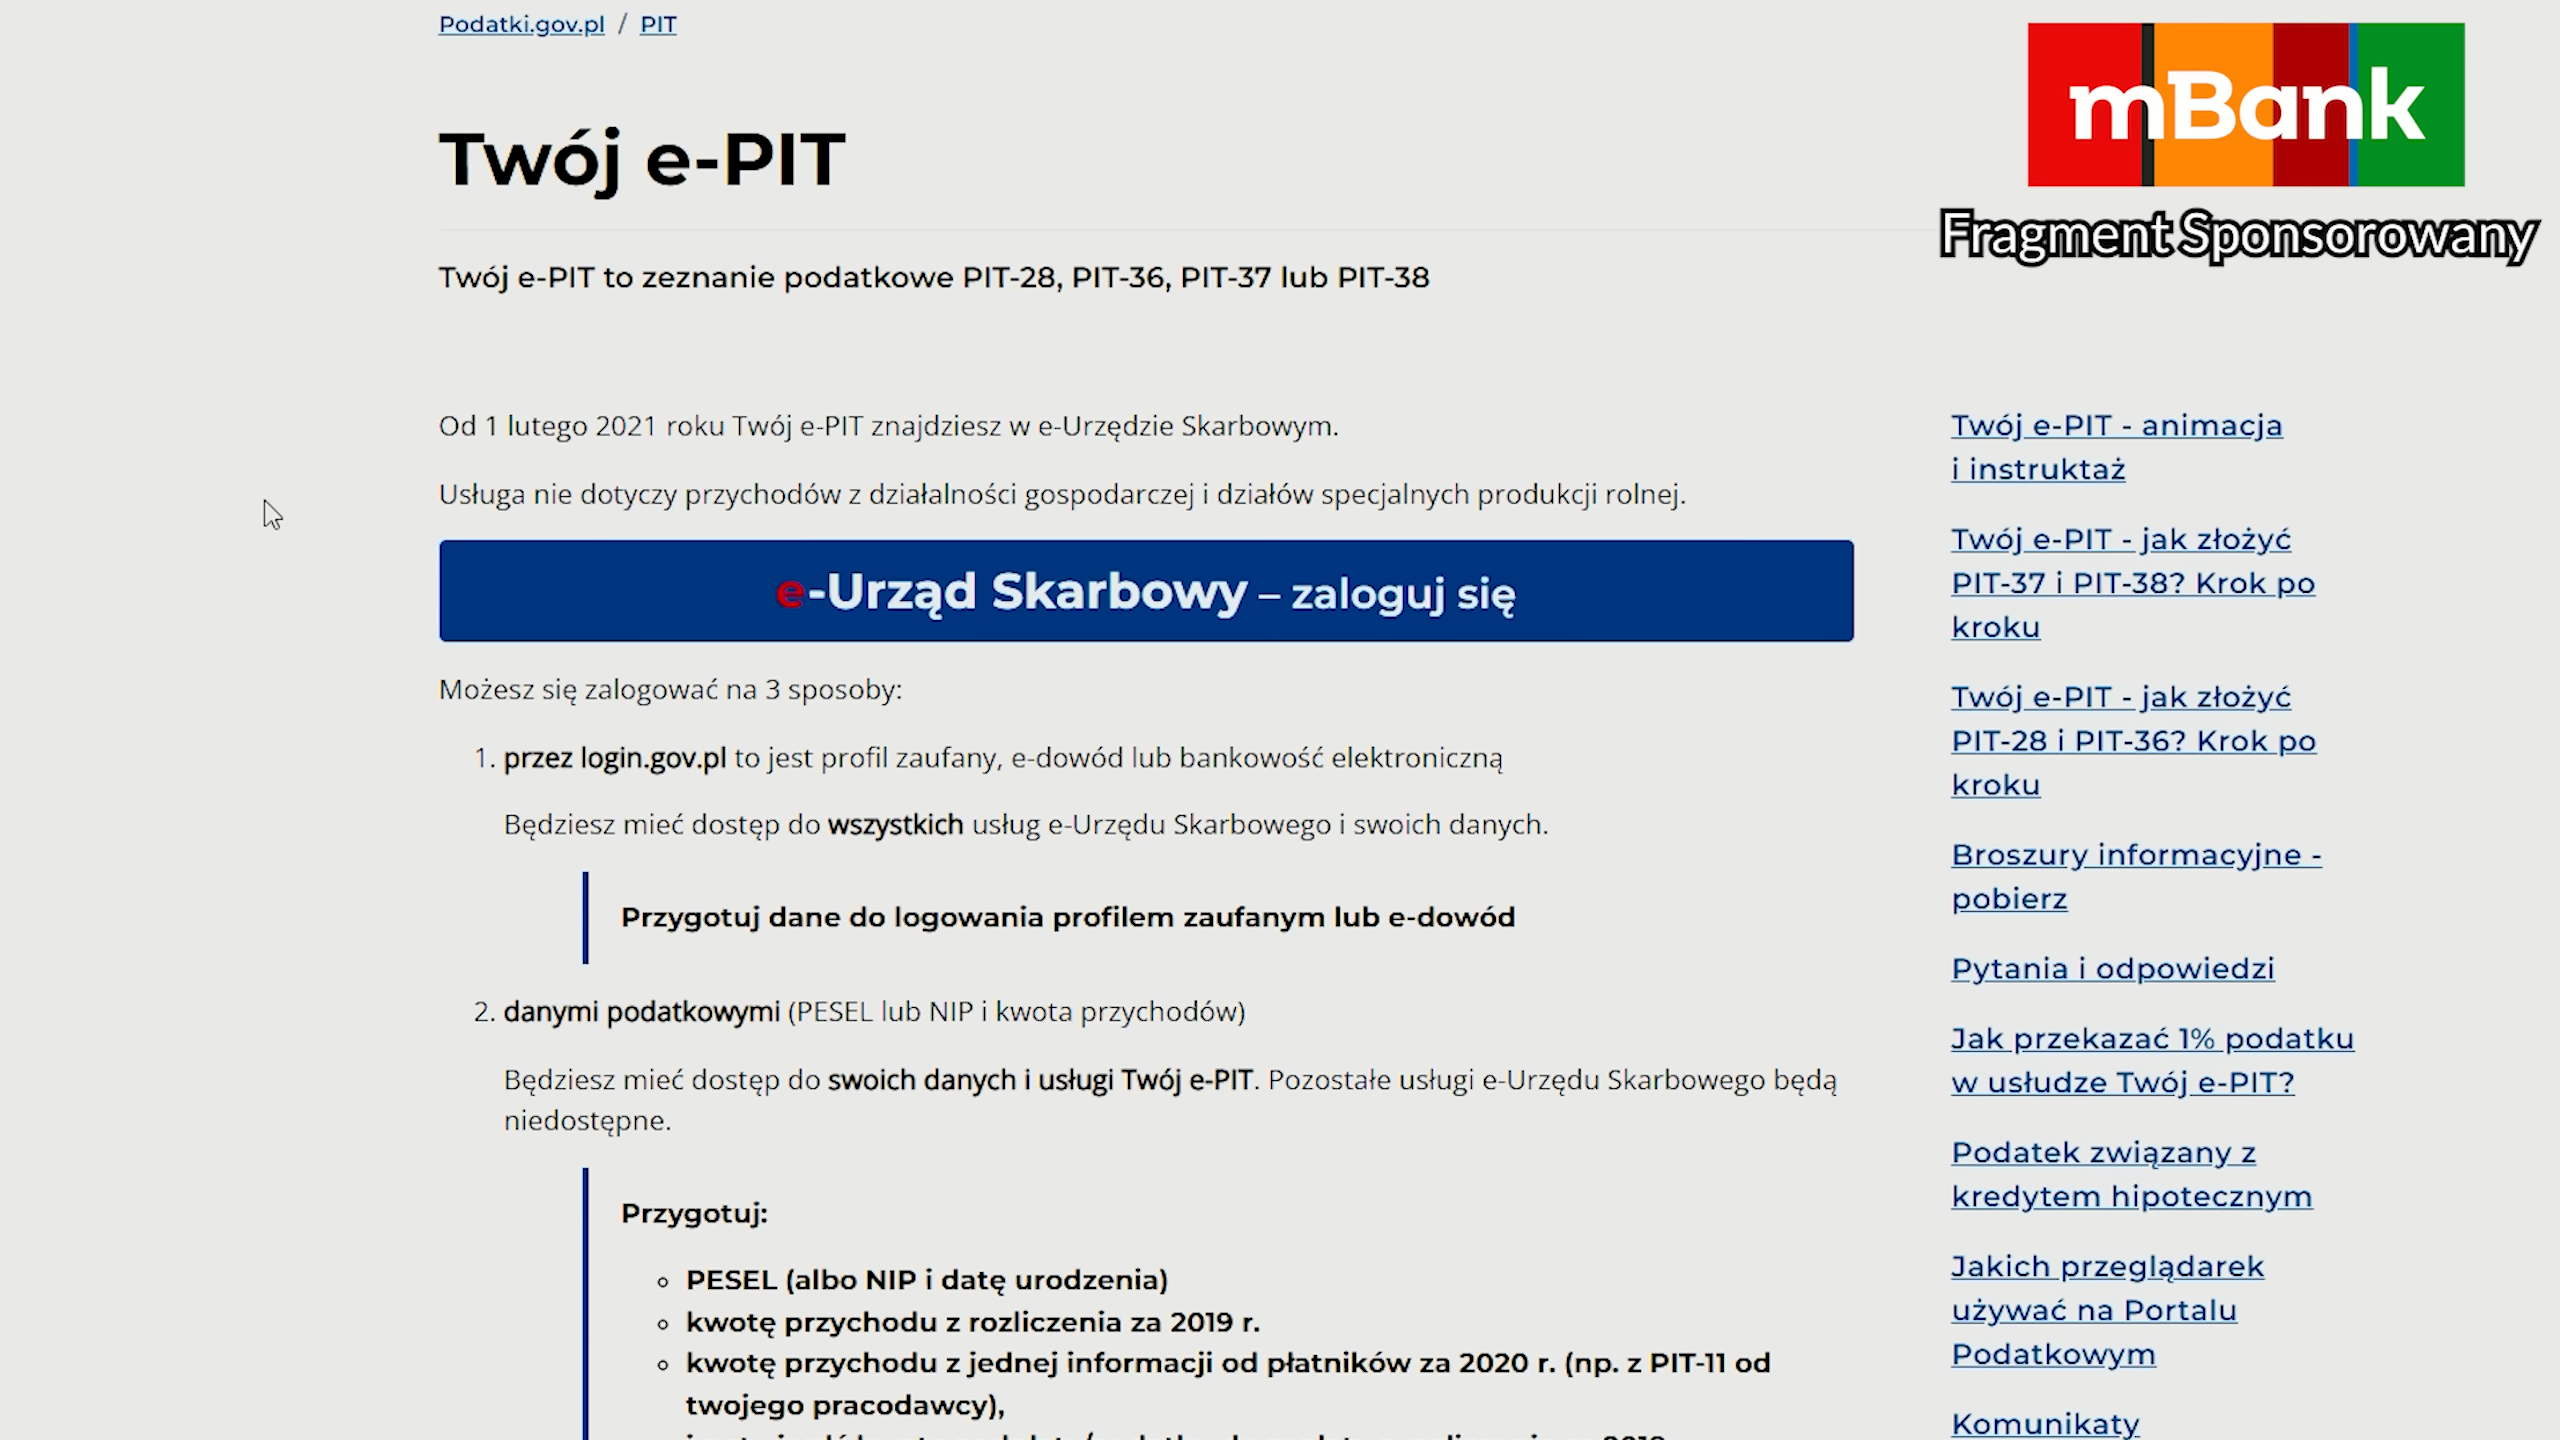 Podatki.gov.pl / PIT
mBank
Fragment Sponsorowany
Twój e-PIT
Twój e-PIT to zeznanie podatkowe PIT-28, PIT-36, PIT-37 lub PIT-38
Od 1 lutego 2021 roku Twój e-PIT znajdziesz w e-Urzędzie Skarbowym.
Usługa nie dotyczy przychodów z działalności gospodarczej i działów specjalnych produkcji rolnej.
e-Urząd Skarbowy – zaloguj się
Możesz się zalogować na 3 sposoby:
1. przez login.gov.pl to jest profil zaufany, e-dowód lub bankowość elektroniczną
Będziesz mieć dostęp do wszystkich usług e-Urzędu Skarbowego i swoich danych.
Przygotuj dane do logowania profilem zaufanym lub e-dowód
2. danymi podatkowymi (PESEL lub NIP i kwota przychodów)
Będziesz mieć dostęp do swoich danych i usługi Twój e-PIT. Pozostałe usługi e-Urzędu Skarbowego będą
niedostępne.
Przygotuj:
PESEL (albo NIP i datę urodzenia)
kwotę przychodu z rozliczenia za 2019 r.
kwotę przychodu z jednej informacji od płatników za 2020 r. (np. z PIT-11 od
twojego pracodawcy),
Twój e-PIT - animacja
i instruktaż
Twój e-PIT - jak złożyć
PIT-37 i PIT-38? Krok po
kroku
Twój e-PIT - jak złożyć
PIT-28 i PIT-36? Krok po
kroku
Broszury informacyjne -
pobierz
Pytania i odpowiedzi
Jak przekazać 1% podatku
w usłudze Twój e-PIT?
Podatek związany z
kredytem hipotecznym
Jakich przeglądarek
używać na Portalu
Podatkowym
Komunikaty